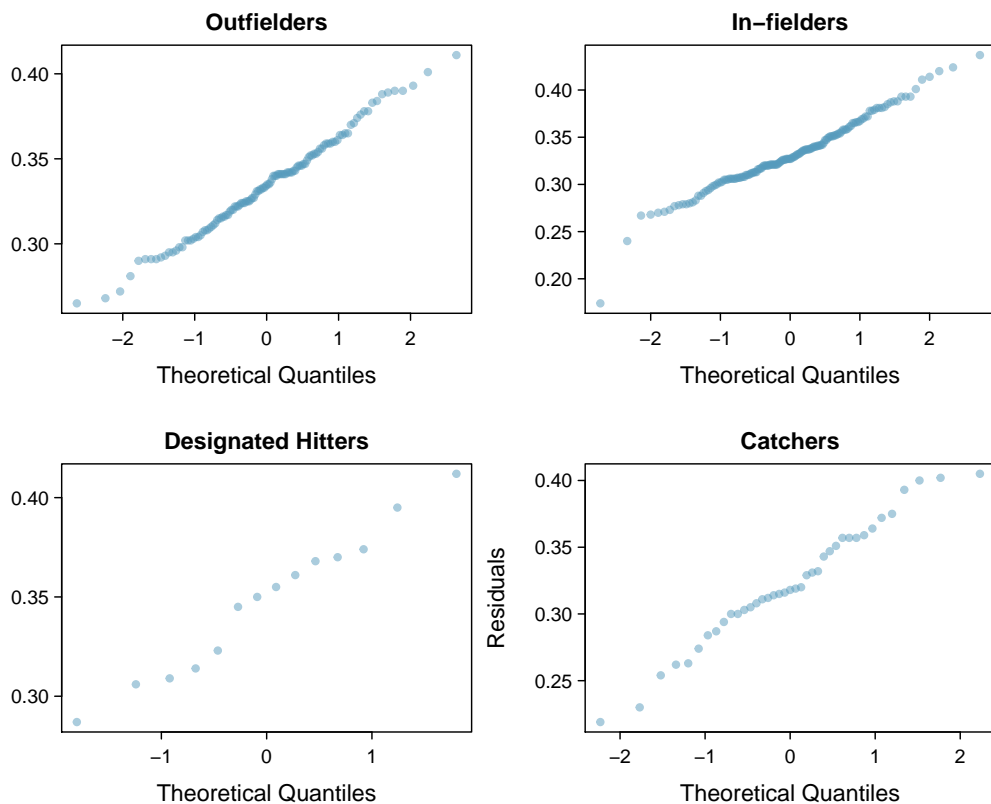 Outfielders
0.40
0.35
0.30
−2 −1 0 1 2
Theoretical Quantiles
In−fielders
0.40
0.35
0.30
0.25
0.20
−2 −1 0 1 2
Theoretical Quantiles
Designated Hitters
0.40
0.35
0.30
−1 0 1
Theoretical Quantiles
Catchers
Residuals
0.40
0.35
0.30
0.25
−2 −1 0 1 2
Theoretical Quantiles